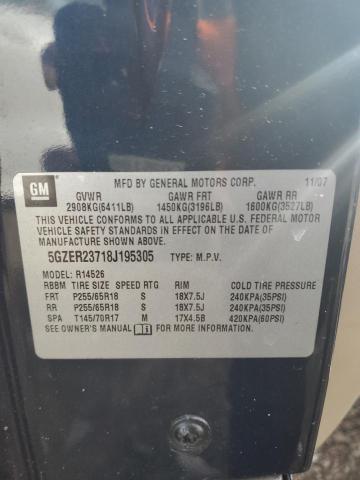 GM MFD BY GENERAL MOTORS CORP. 11/07
GVWR GAWR FRT GAWR RR
2908KG(6411LB) 1450KG(3196LB) 1600KG(3527LB)
THIS VEHICLE CONFORMS TO ALL APPLICABLE U.S. FEDERAL MOTOR
VEHICLE SAFETY STANDARDS IN EFFECT ON THE DATE OF
MANUFACTURE SHOWN ABOVE.
5GZER23718J195305 TYPE: M.P.V.
MODEL: R14526
RBBM TIRE SIZE SPEED RTG RIM COLD TIRE PRESSURE
FRT P255/65R18 S 18X7.5J 240KPA(35PSI)
RR P255/65R18 S 18X7.5J 240KPA(35PSI)
SPA T145/70R17 M 17X4.5B 420KPA(60PSI)
SEE OWNER'S MANUAL FOR MORE INFORMATION.